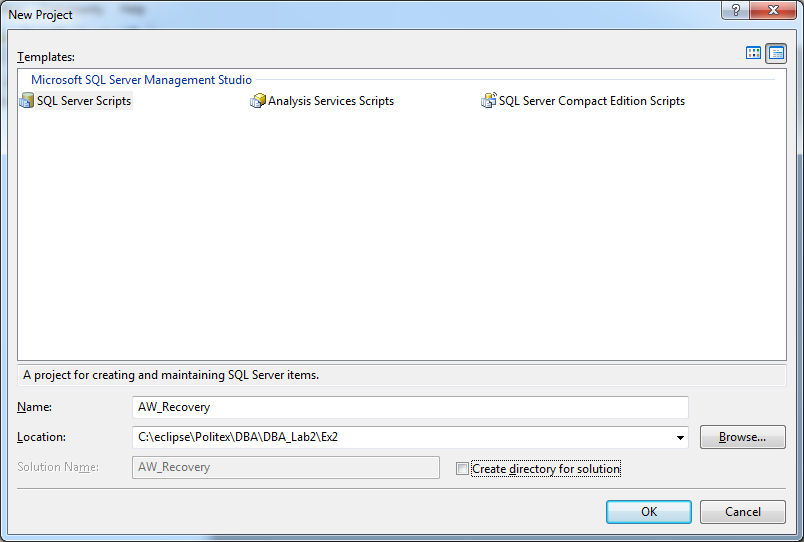 New Project
Templates:
Microsoft SQL Server Management Studio
SQL Server Scripts
Analysis Services Scripts
SQL Server Compact Edition Scripts
A project for creating and maintaining SQL Server items.
Name:
AW_Recovery
Location:
C:\eclipse\Politex\DBA\DBA_Lab2\Ex2
Browse...
Solution Name:
AW_Recovery
Create directory for solution
OK
Cancel